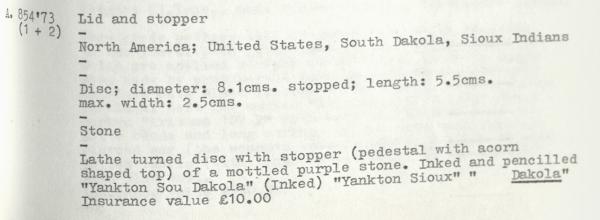 A.854'73 Lid and stopper
(1 + 2) -
North America; United States, South Dakota, Sioux Indians
-
-
Disc; diameter: 8.1cms. stopped; length: 5.5cms.
max. width: 2.5cms.
-
Stone
-
Lathe turned disc with stopper (pedestal with acorn
shaped top) of a mottled purple stone. Inked and pencilled
"Yankton Sou Dakola" (Inked) "Yankton Sioux" " Dakola"
Insurance value £10.00